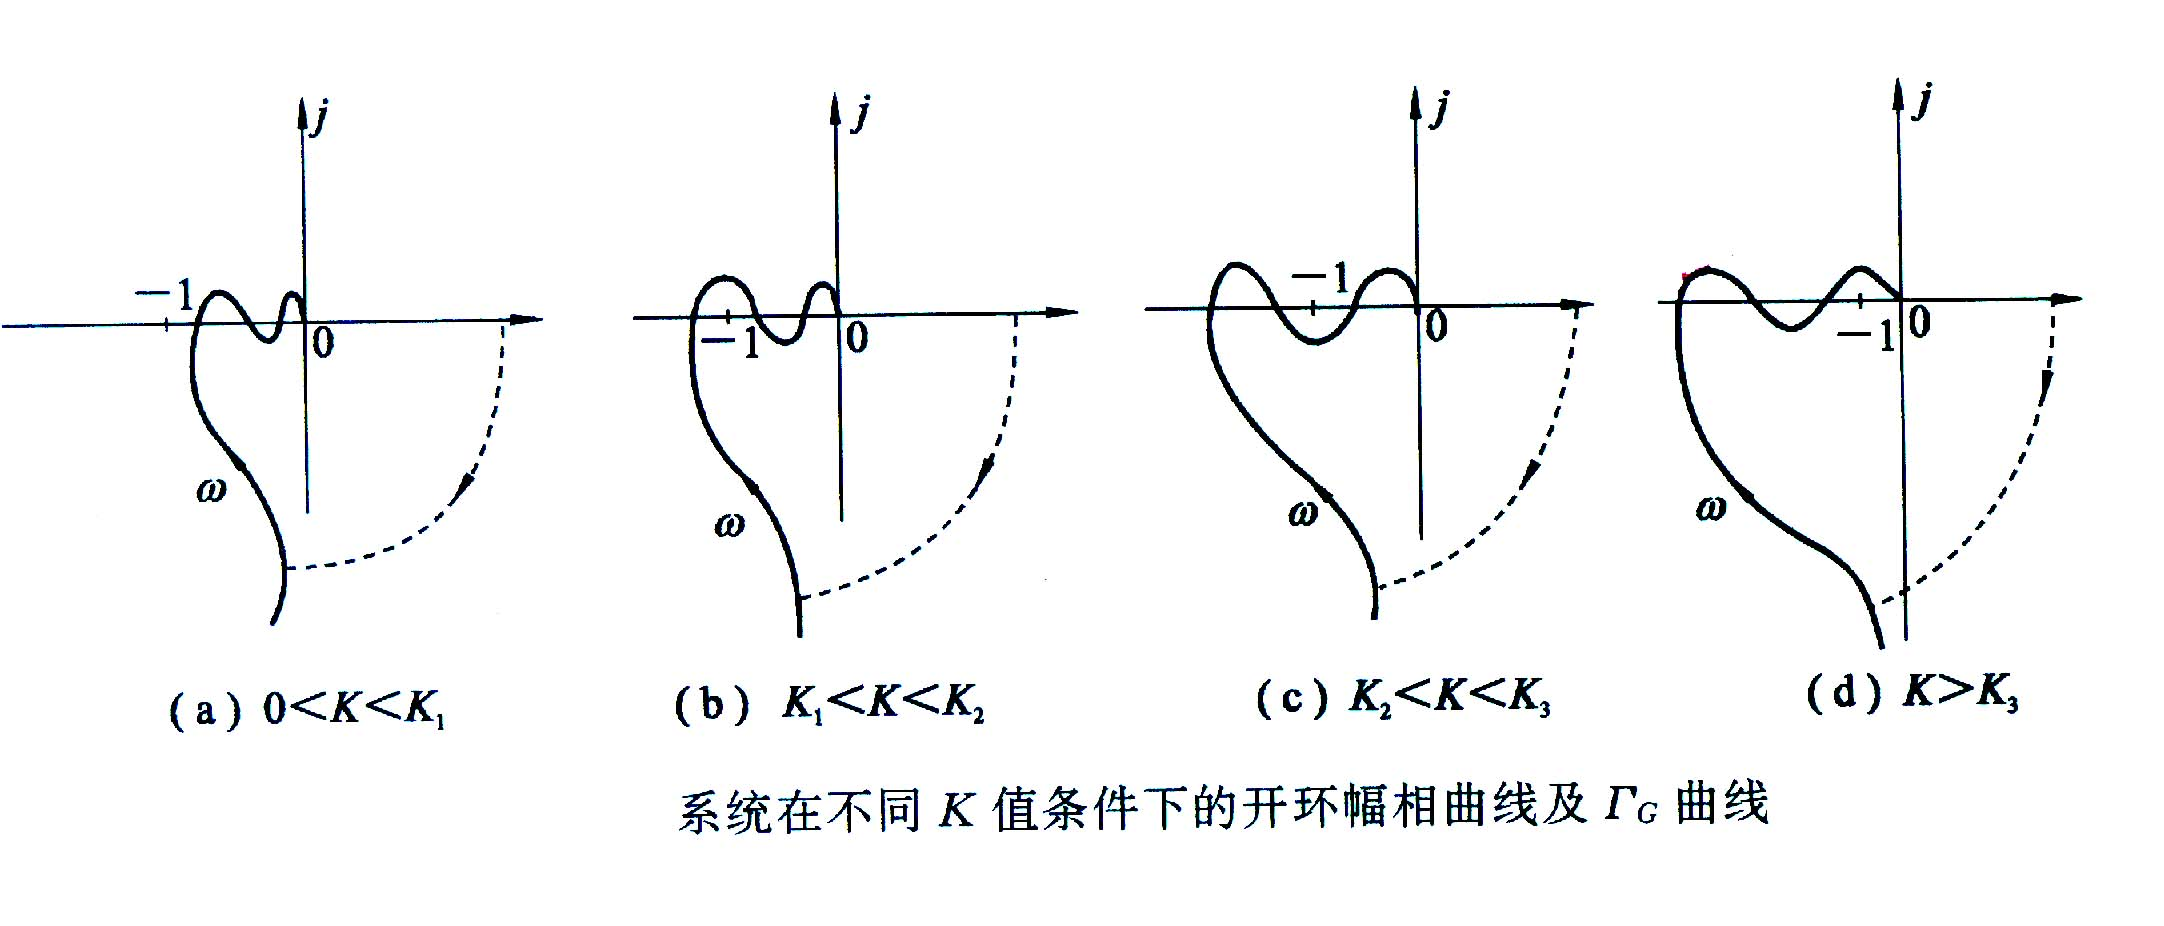 j j j j
−1 −1 −1 −1
0 0 0 0
ω ω ω ω
(a) 0<K<K₁ (b) K₁<K<K₂ (c) K₂<K<K₃ (d) K>K₃
系统在不同 K 值条件下的开环幅相曲线及 Γ_G 曲线